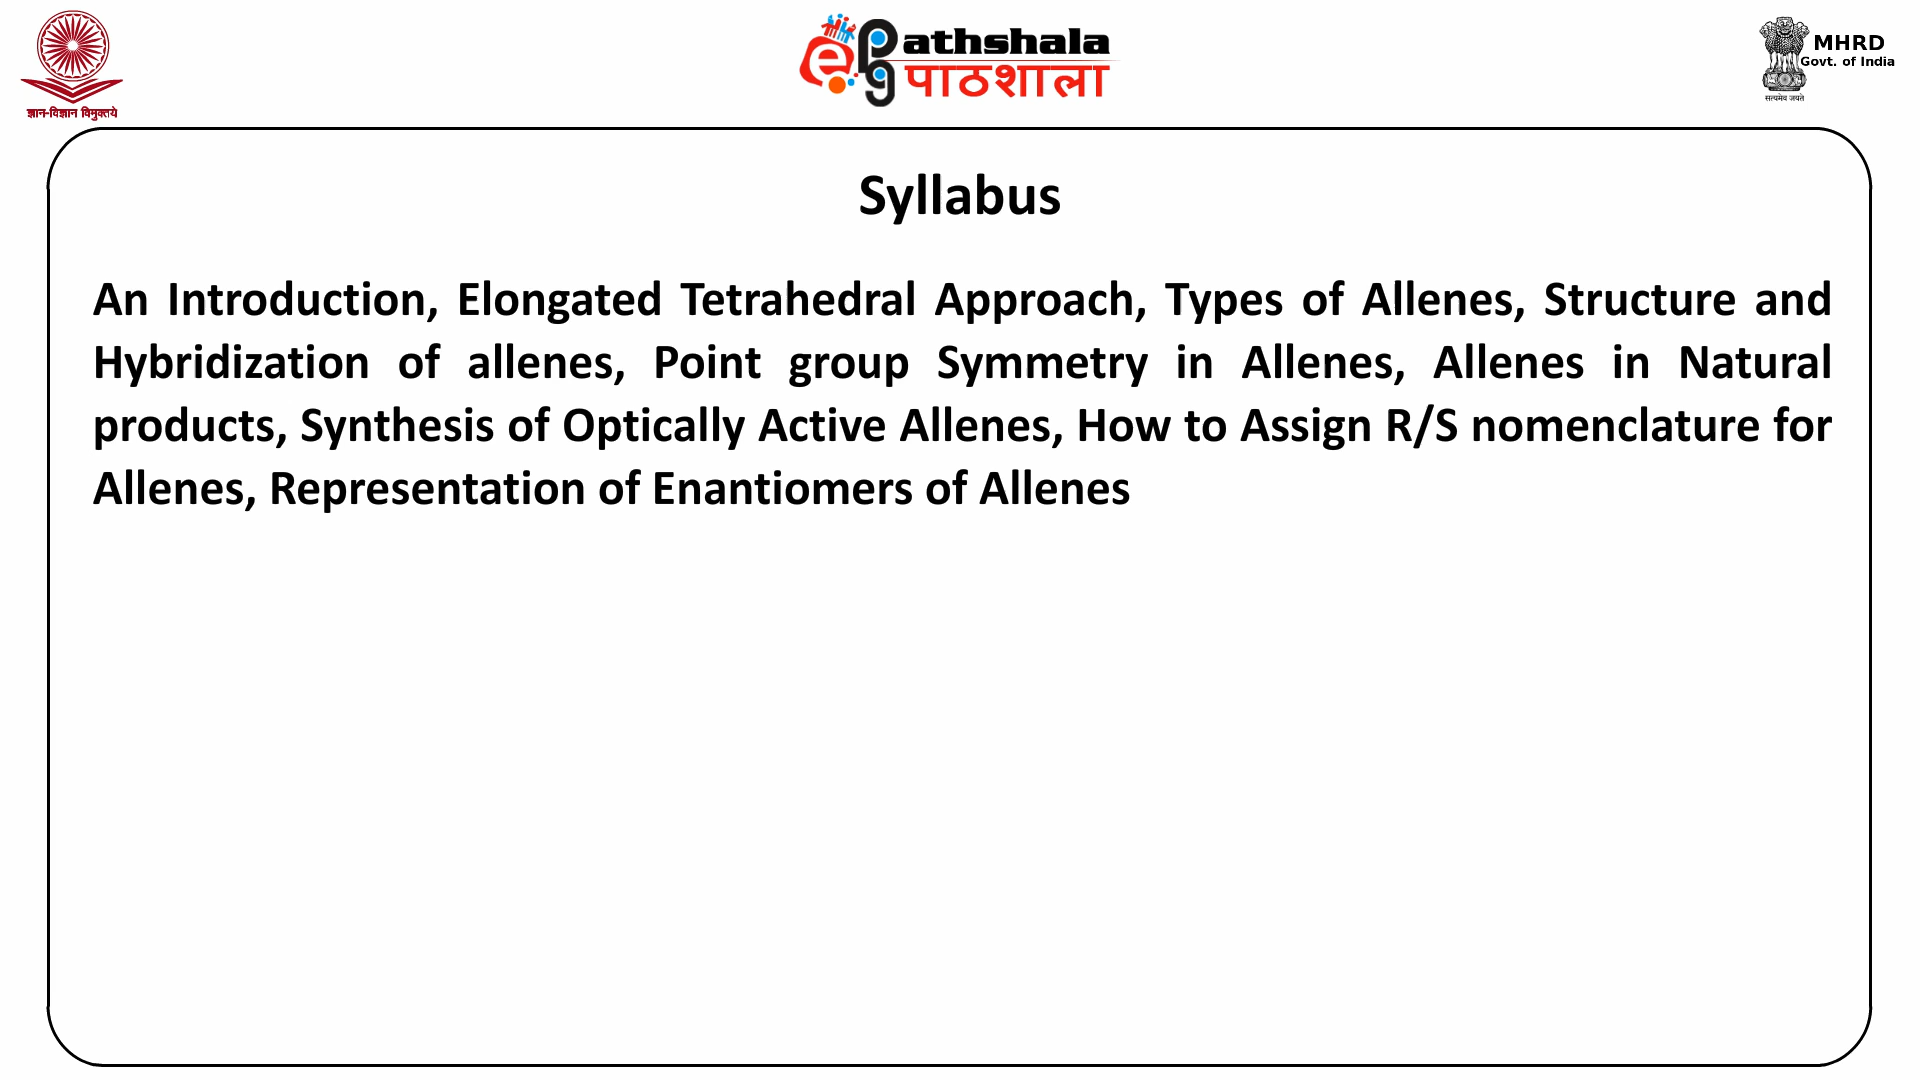 ज्ञान-विज्ञान विमुक्तये
e pg athshala
पाठशाला
MHRD
Govt. of India
सत्यमेव जयते
Syllabus
An Introduction, Elongated Tetrahedral Approach, Types of Allenes, Structure and
Hybridization of allenes, Point group Symmetry in Allenes, Allenes in Natural
products, Synthesis of Optically Active Allenes, How to Assign R/S nomenclature for
Allenes, Representation of Enantiomers of Allenes